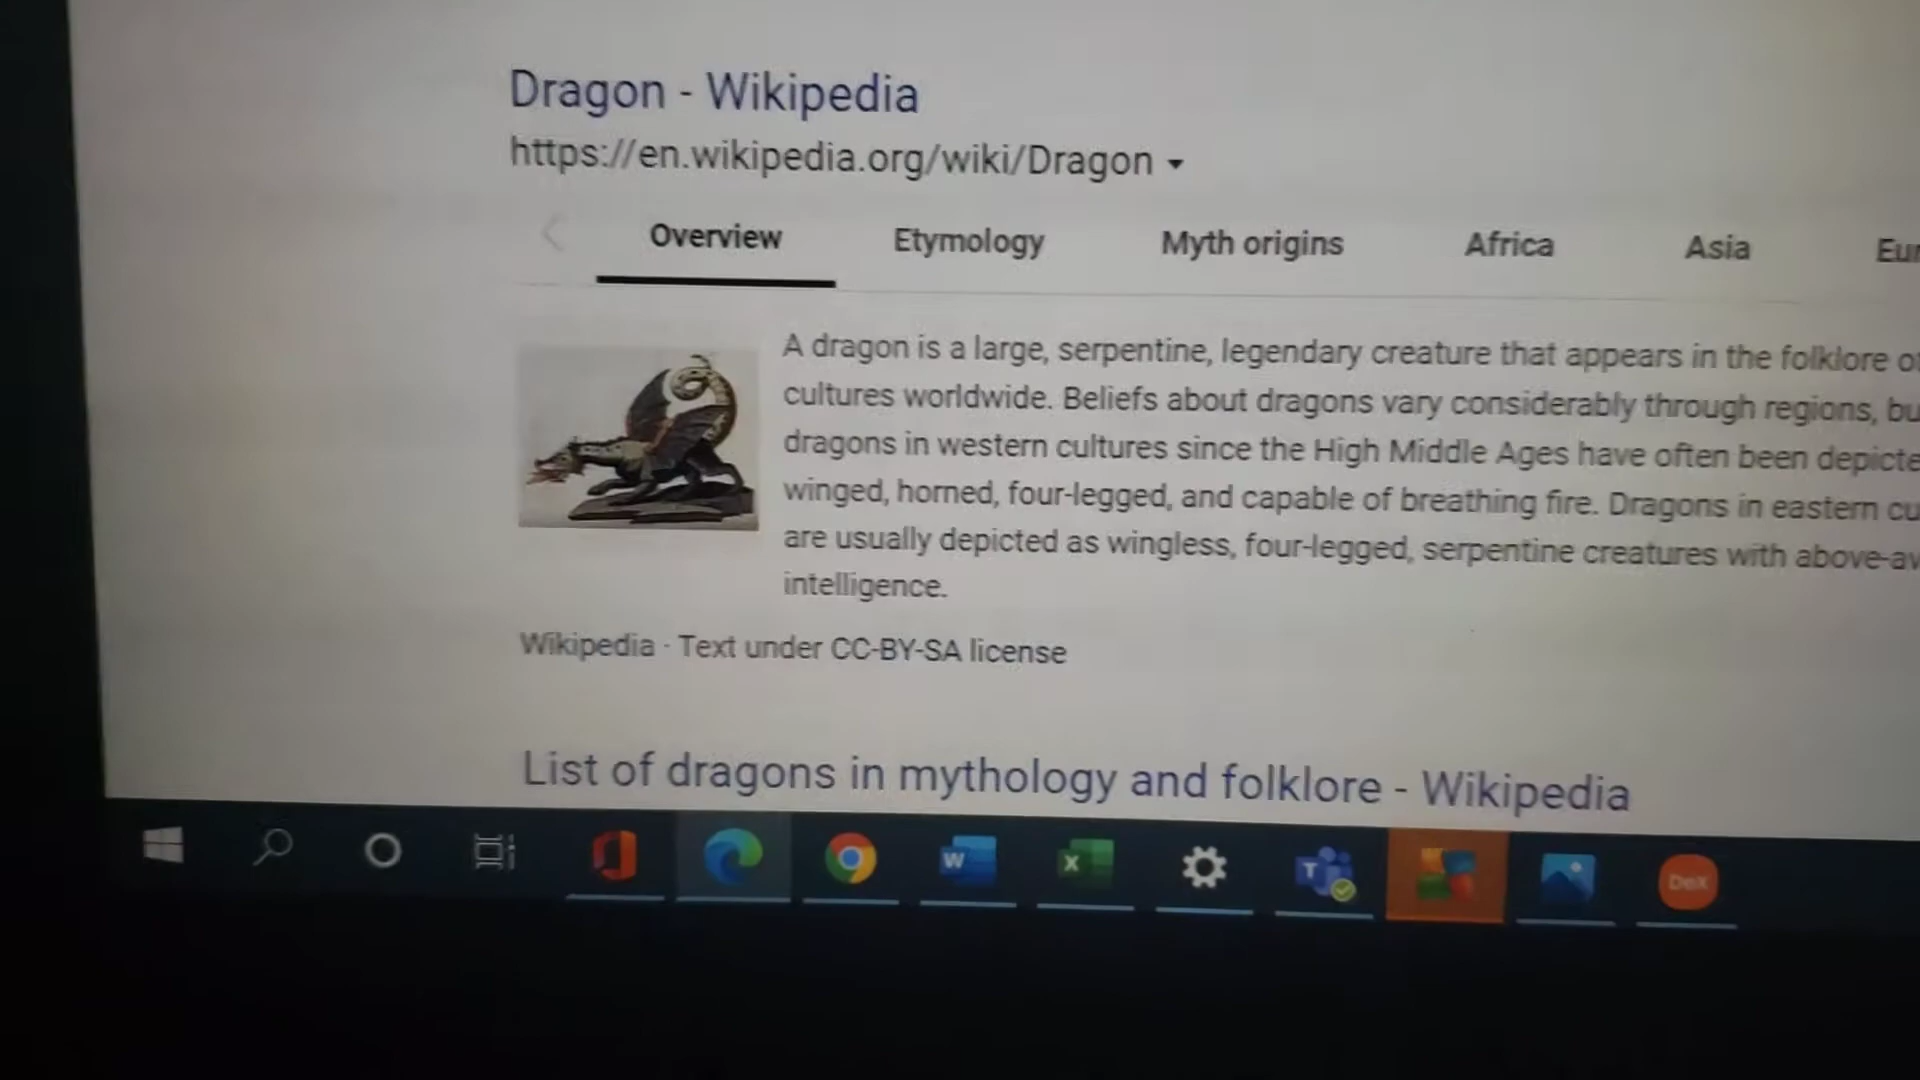 Dragon - Wikipedia
https://en.wikipedia.org/wiki/Dragon
Overview Etymology Myth origins Africa Asia
A dragon is a large, serpentine, legendary creature that appears in the folklore
cultures worldwide. Beliefs about dragons vary considerably through regions,
dragons in western cultures since the High Middle Ages have often been
winged, horned, four-legged, and capable of breathing fire. Dragons in eastern
are usually depicted as wingless, four-legged, serpentine creatures with
intelligence.
Wikipedia · Text under CC-BY-SA license
List of dragons in mythology and folklore - Wikipedia
W X T DeX